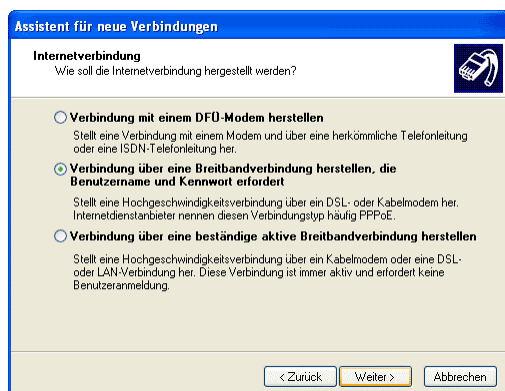 Assistent für neue Verbindungen
Internetverbindung
Wie soll die Internetverbindung hergestellt werden?
Verbindung mit einem DFÜ-Modem herstellen
Stellt eine Verbindung mit einem Modem und über eine herkömmliche Telefonleitung
oder eine ISDN-Telefonleitung her.
Verbindung über eine Breitbandverbindung herstellen, die
Benutzername und Kennwort erfordert
Stellt eine Hochgeschwindigkeitsverbindung über ein DSL- oder Kabelmodem her.
Internetdienstanbieter nennen diesen Verbindungstyp häufig PPPoE.
Verbindung über eine beständige aktive Breitbandverbindung herstellen
Stellt eine Hochgeschwindigkeitsverbindung über ein Kabelmodem oder eine DSL-
oder LAN-Verbindung her. Diese Verbindung ist immer aktiv und erfordert keine
Benutzeranmeldung.
< Zurück Weiter > Abbrechen